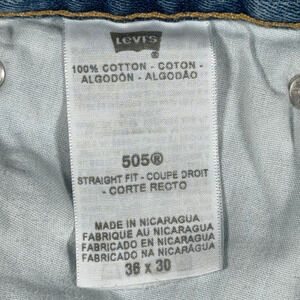 Levi's
®
100% COTTON - COTON -
ALGODÓN - ALGODÃO
505®
STRAIGHT FIT - COUPE DROIT
- CORTE RECTO
MADE IN NICARAGUA
FABRIQUE AU NICARAGUA
FABRICADO EN NICARAGUA
FABRICADO NA NICARÁGUA
36 x 30